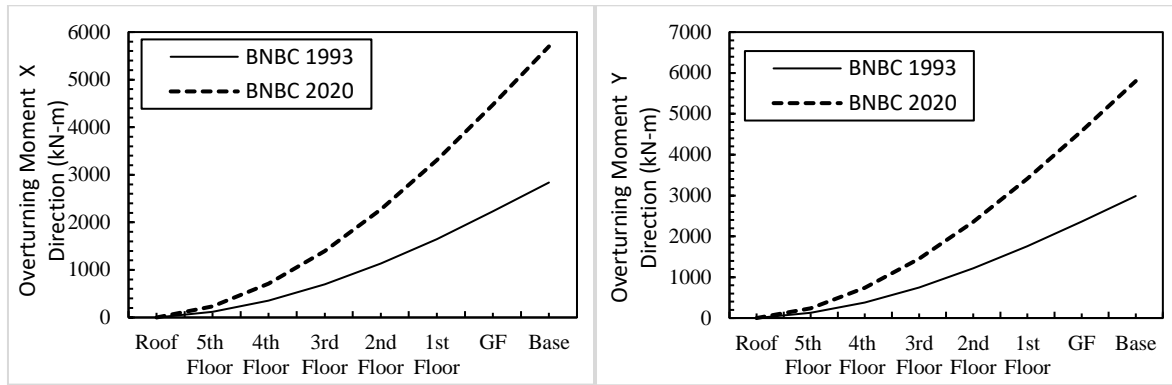 Overturning Moment X
Direction (kN-m)
6000
5000
4000
3000
2000
1000
0
BNBC 1993
BNBC 2020
Roof 5th 4th 3rd 2nd 1st GF Base
Floor Floor Floor Floor Floor
Overturning Moment Y
Direction (kN-m)
7000
6000
5000
4000
3000
2000
1000
0
BNBC 1993
BNBC 2020
Roof 5th 4th 3rd 2nd 1st GF Base
Floor Floor Floor Floor Floor